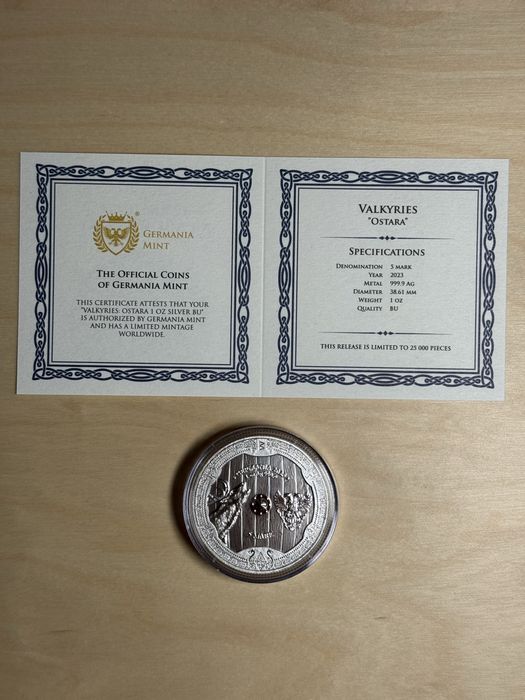 ®
GERMANIA
MINT
THE OFFICIAL COINS
OF GERMANIA MINT
THIS CERTIFICATE ATTESTS THAT YOUR
"VALKYRIES: OSTARA 1 OZ SILVER BU"
IS AUTHORIZED BY GERMANIA MINT
AND HAS A LIMITED MINTAGE
WORLDWIDE.
VALKYRIES
"OSTARA"
SPECIFICATIONS
DENOMINATION 5 MARK
YEAR 2023
METAL 999.9 AG
DIAMETER 38.61 MM
WEIGHT 1 OZ
QUALITY BU
THIS RELEASE IS LIMITED TO 25 000 PIECES